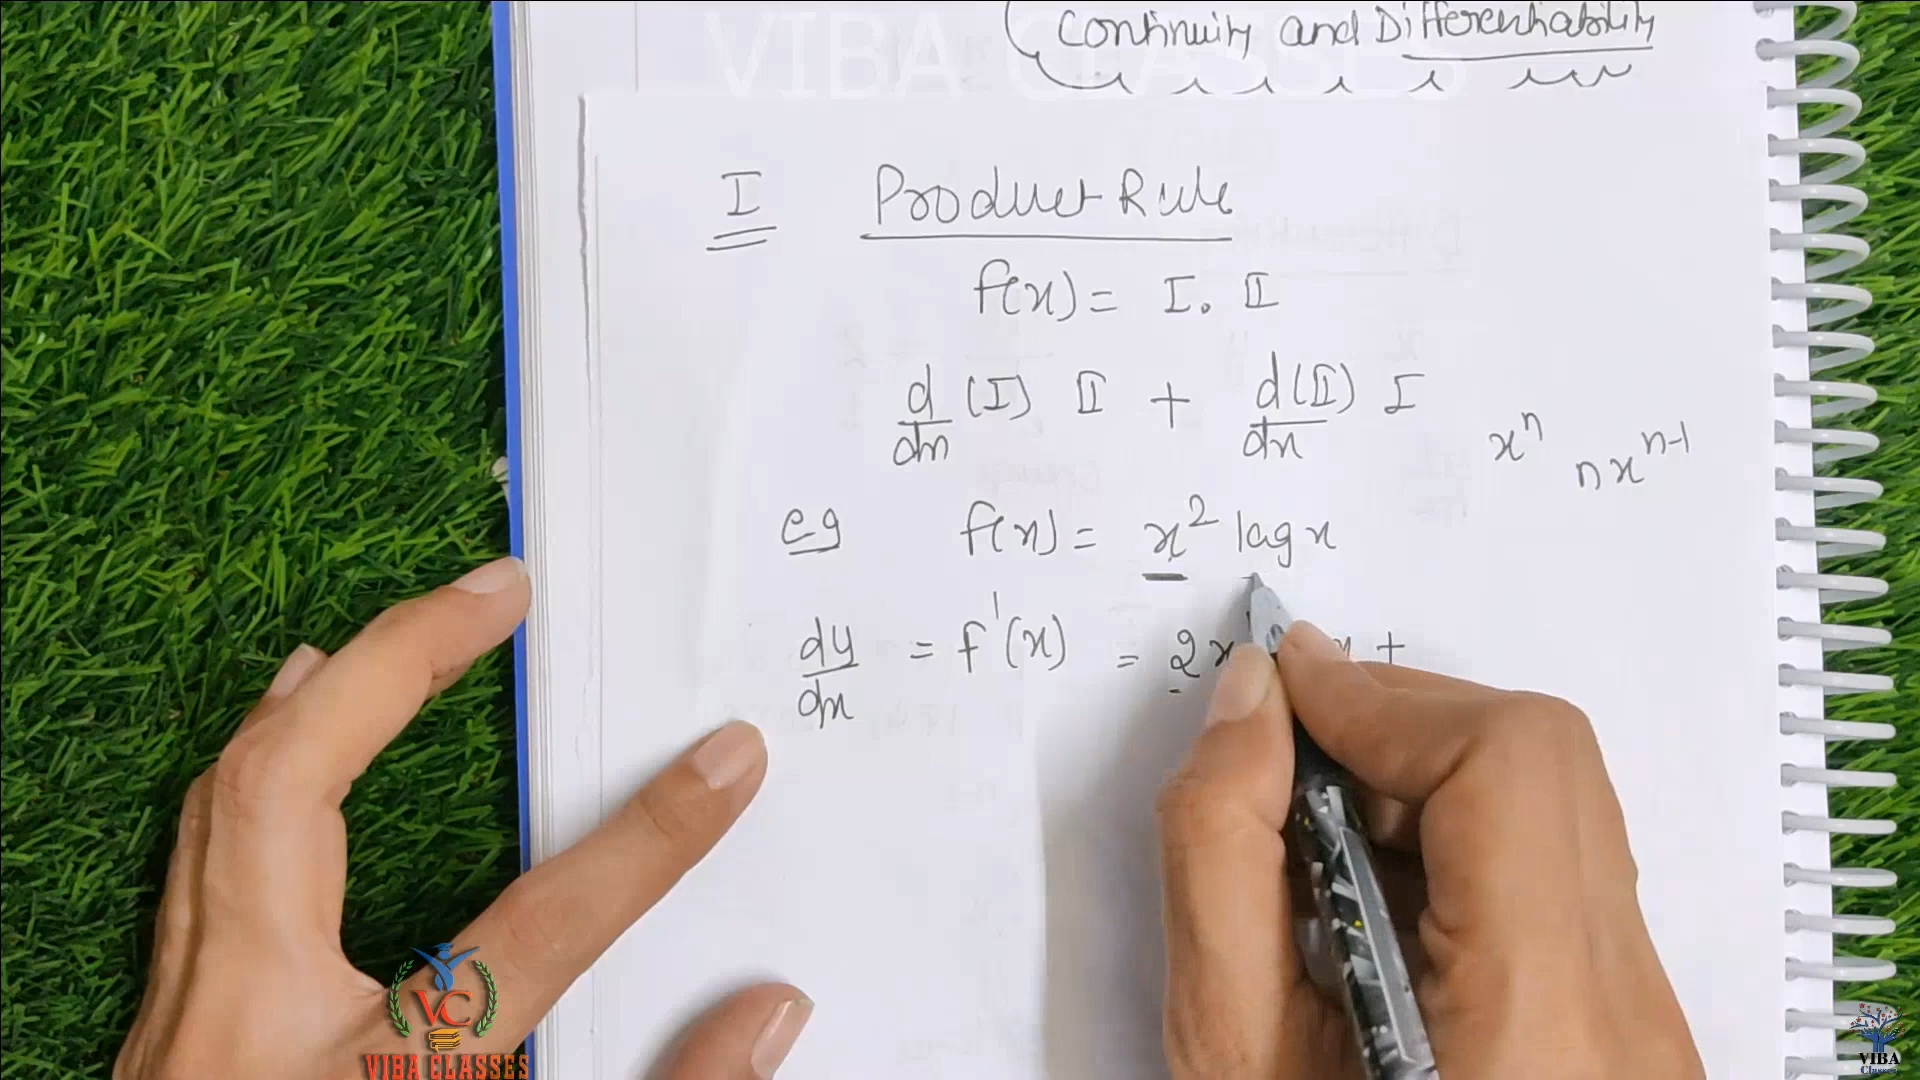 Continuity and Differentiability
VIBA CLASSES
I Product Rule
f(x) = I. II
d/dx (I) II + d(II)/dx I
x^n nx^n-1
eg f(x) = x² log x
dy/dx = f'(x) = 2x x +
VC
VIBA CLASSES
VIBA
Classes